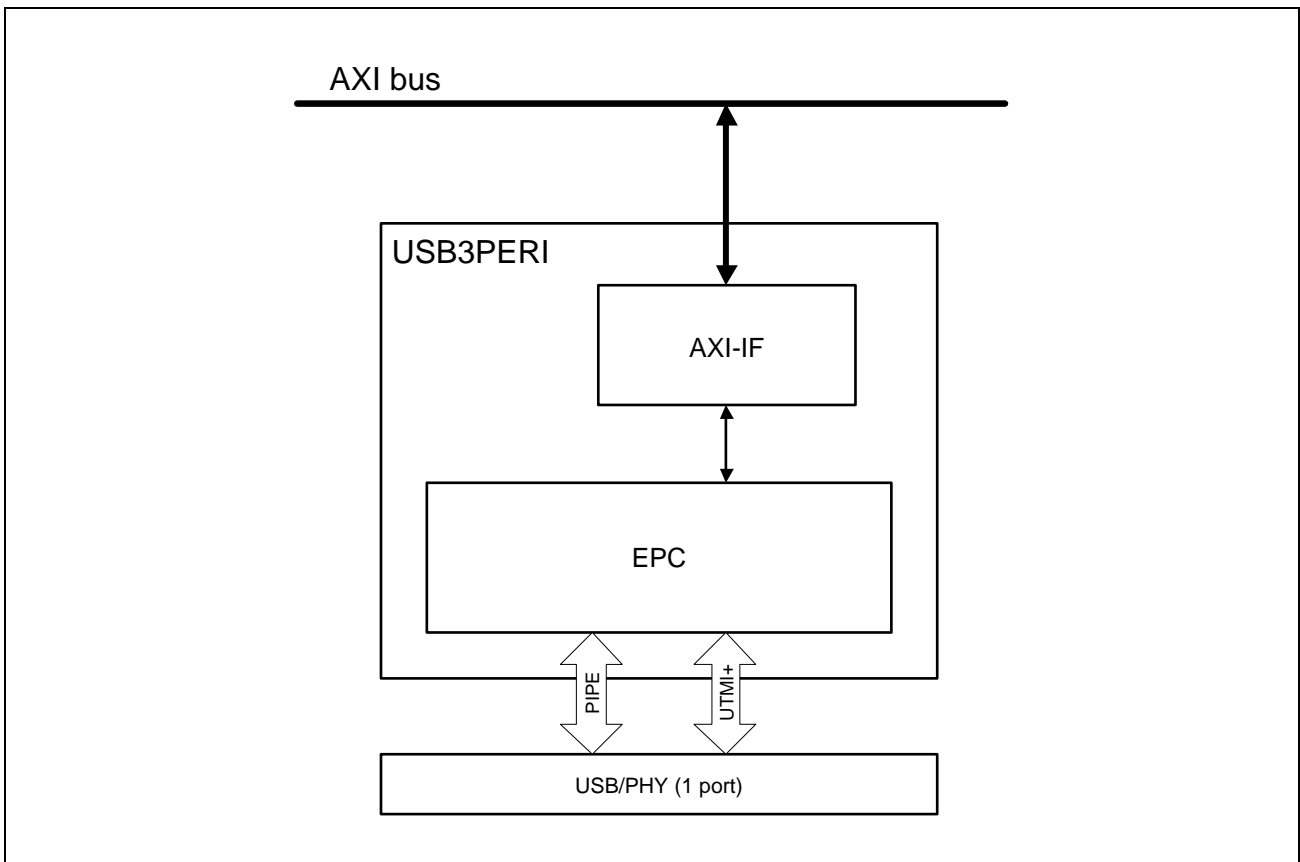 AXI bus
USB3PERI
AXI-IF
EPC
PIPE
UTMI+
USB/PHY (1 port)